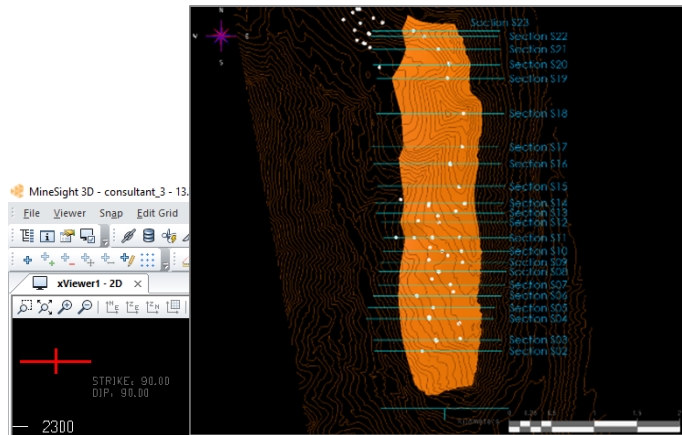 Section S23
N
W
E
S
Section S22
Section S21
Section S20
Section S19
Section S18
Section S17
Section S16
Section S15
Section S14
Section S13
Section S12
Section S11
Section S10
Section S09
Section S08
Section S07
Section S06
Section S05
Section S04
Section S03
Section S02
Kilometers
MineSight 3D - consultant_3 - 13.
File Viewer Snap Edit Grid
xViewer1 - 2D
STRIKE: 90.00
DIP: 90.00
2300